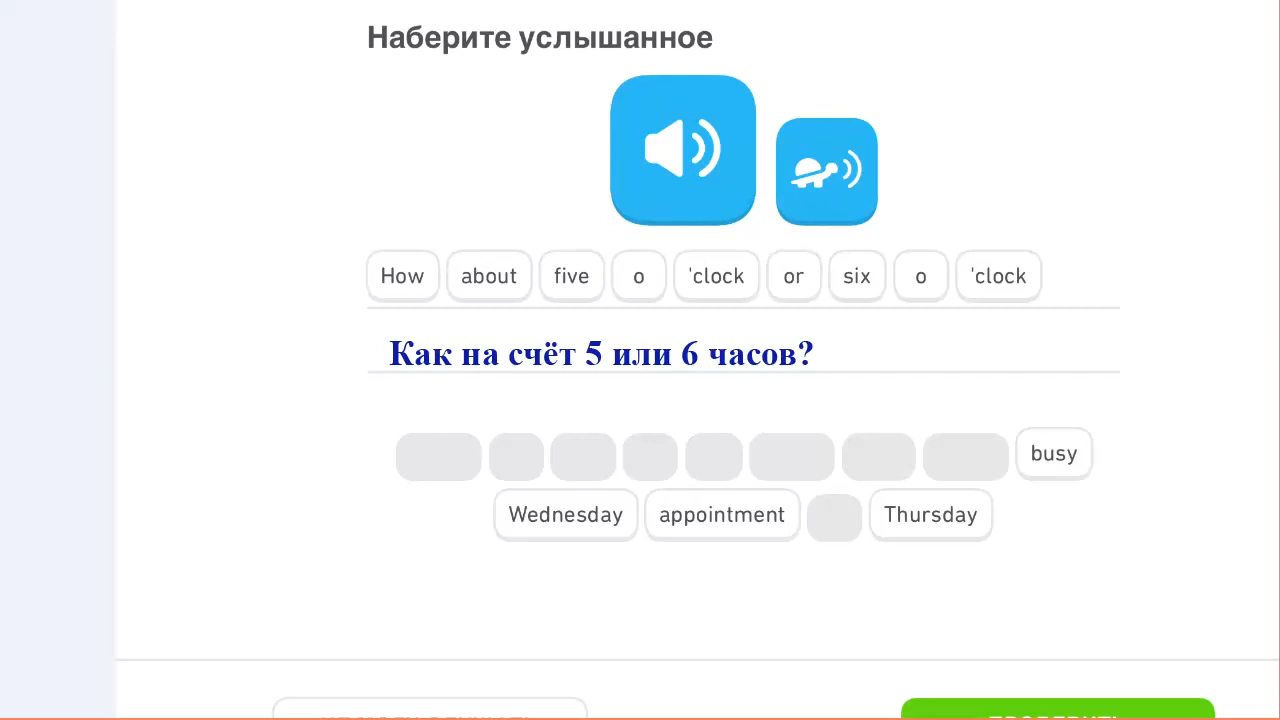 Наберите услышанное
How about five o 'clock or six o 'clock
Как на счёт 5 или 6 часов?
busy
Wednesday appointment Thursday